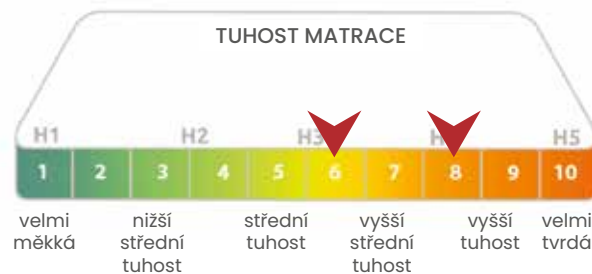 TUHOST MATRACE
H1 H2 H3 H H5
1 2 3 4 5 6 7 8 9 10
velmi měkká
nižší střední tuhost
střední tuhost
vyšší střední tuhost
vyšší tuhost
velmi tvrdá